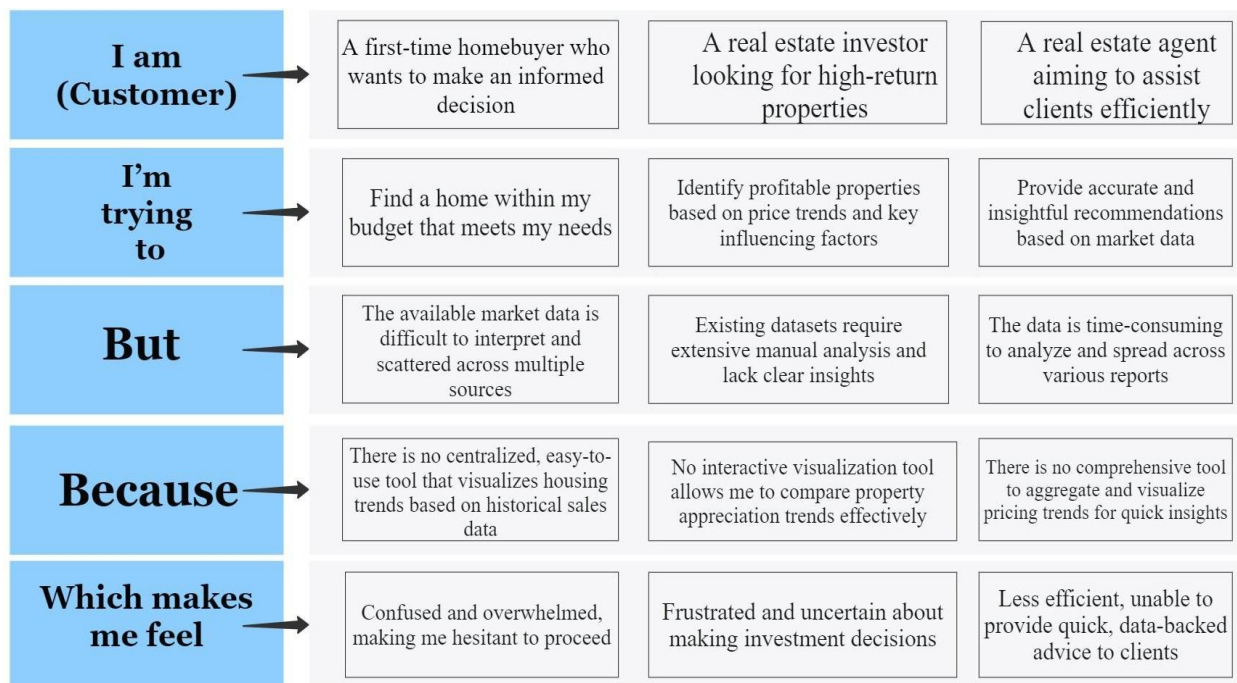 I am
(Customer)
A first-time homebuyer who
wants to make an informed
decision
A real estate investor
looking for high-return
properties
A real estate agent
aiming to assist
clients efficiently
I’m
trying
to
Find a home within my
budget that meets my needs
Identify profitable properties
based on price trends and key
influencing factors
Provide accurate and
insightful recommendations
based on market data
But
The available market data is
difficult to interpret and
scattered across multiple
sources
Existing datasets require
extensive manual analysis and
lack clear insights
The data is time-consuming
to analyze and spread across
various reports
Because
There is no centralized, easy-to-
use tool that visualizes housing
trends based on historical sales
data
No interactive visualization tool
allows me to compare property
appreciation trends effectively
There is no comprehensive tool
to aggregate and visualize
pricing trends for quick insights
Which makes
me feel
Confused and overwhelmed,
making me hesitant to proceed
Frustrated and uncertain about
making investment decisions
Less efficient, unable to
provide quick, data-backed
advice to clients